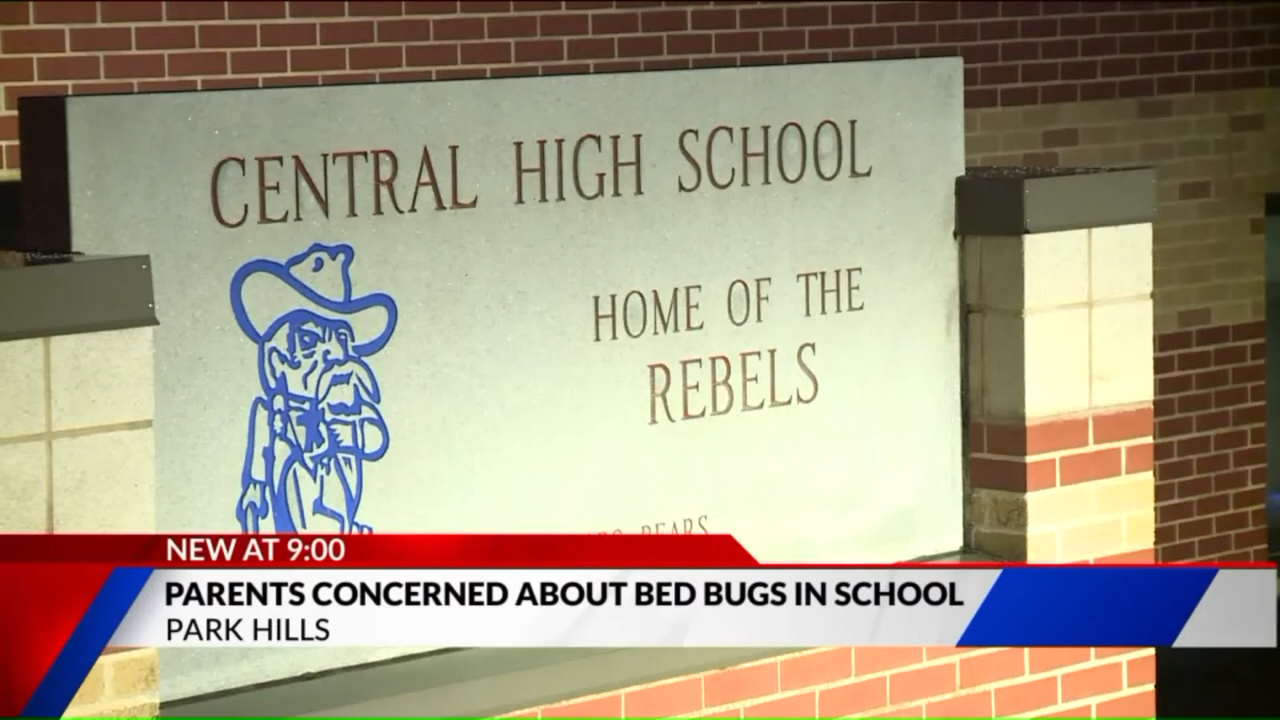 CENTRAL HIGH SCHOOL
HOME OF THE
REBELS
BEARS
NEW AT 9:00
PARENTS CONCERNED ABOUT BED BUGS IN SCHOOL
PARK HILLS